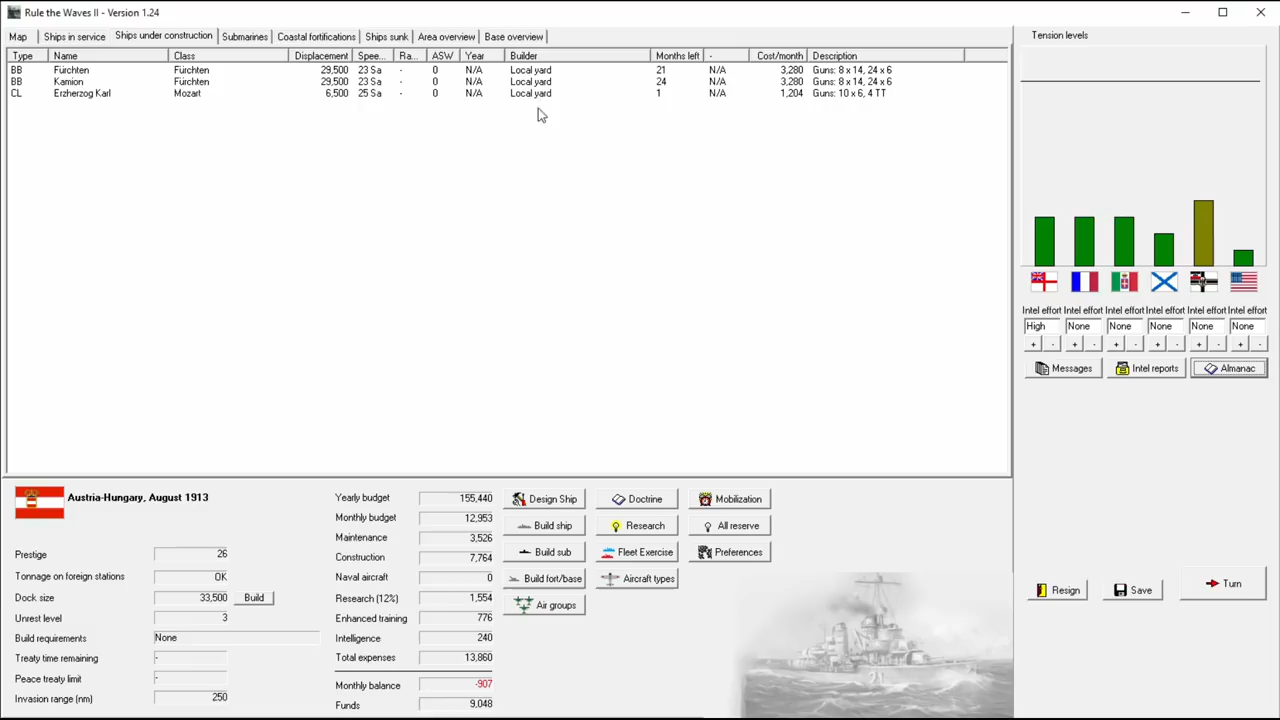 Rule the Waves II - Version 1.24
Map Ships in service Ships under construction Submarines Coastal fortifications Ships sunk Area overview Base overview
Type Name Class Displacement Spee... Ra... ASW Year Builder Months left - Cost/month Description
BB Fürchten Fürchten 29,500 23 Sa - 0 N/A Local yard 21 N/A 3,280 Guns: 8 x 14, 24 x 6
BB Kamion Fürchten 29,500 23 Sa - 0 N/A Local yard 24 N/A 3,280 Guns: 8 x 14, 24 x 6
CL Erzherzog Karl Mozart 6,500 25 Sa - 0 N/A Local yard 1 N/A 1,204 Guns: 10 x 6, 4 TT
Tension levels
Intel effort Intel effort Intel effort Intel effort Intel effort Intel effort
High None None None None None
+ - + - + - + - + - + -
Messages Intel reports Almanac
Austria-Hungary, August 1913
Prestige 26
Tonnage on foreign stations OK
Dock size 33,500 Build
Unrest level 3
Build requirements None
Treaty time remaining -
Peace treaty limit -
Invasion range (nm) 250
Yearly budget 155,440
Monthly budget 12,953
Maintenance 3,526
Construction 7,764
Naval aircraft 0
Research (12%) 1,554
Enhanced training 776
Intelligence 240
Total expenses 13,860
Monthly balance -907
Funds 9,048
Design Ship Doctrine Mobilization
Build ship Research All reserve
Build sub Fleet Exercise Preferences
Build fort/base Aircraft types
Air groups
Resign Save Turn